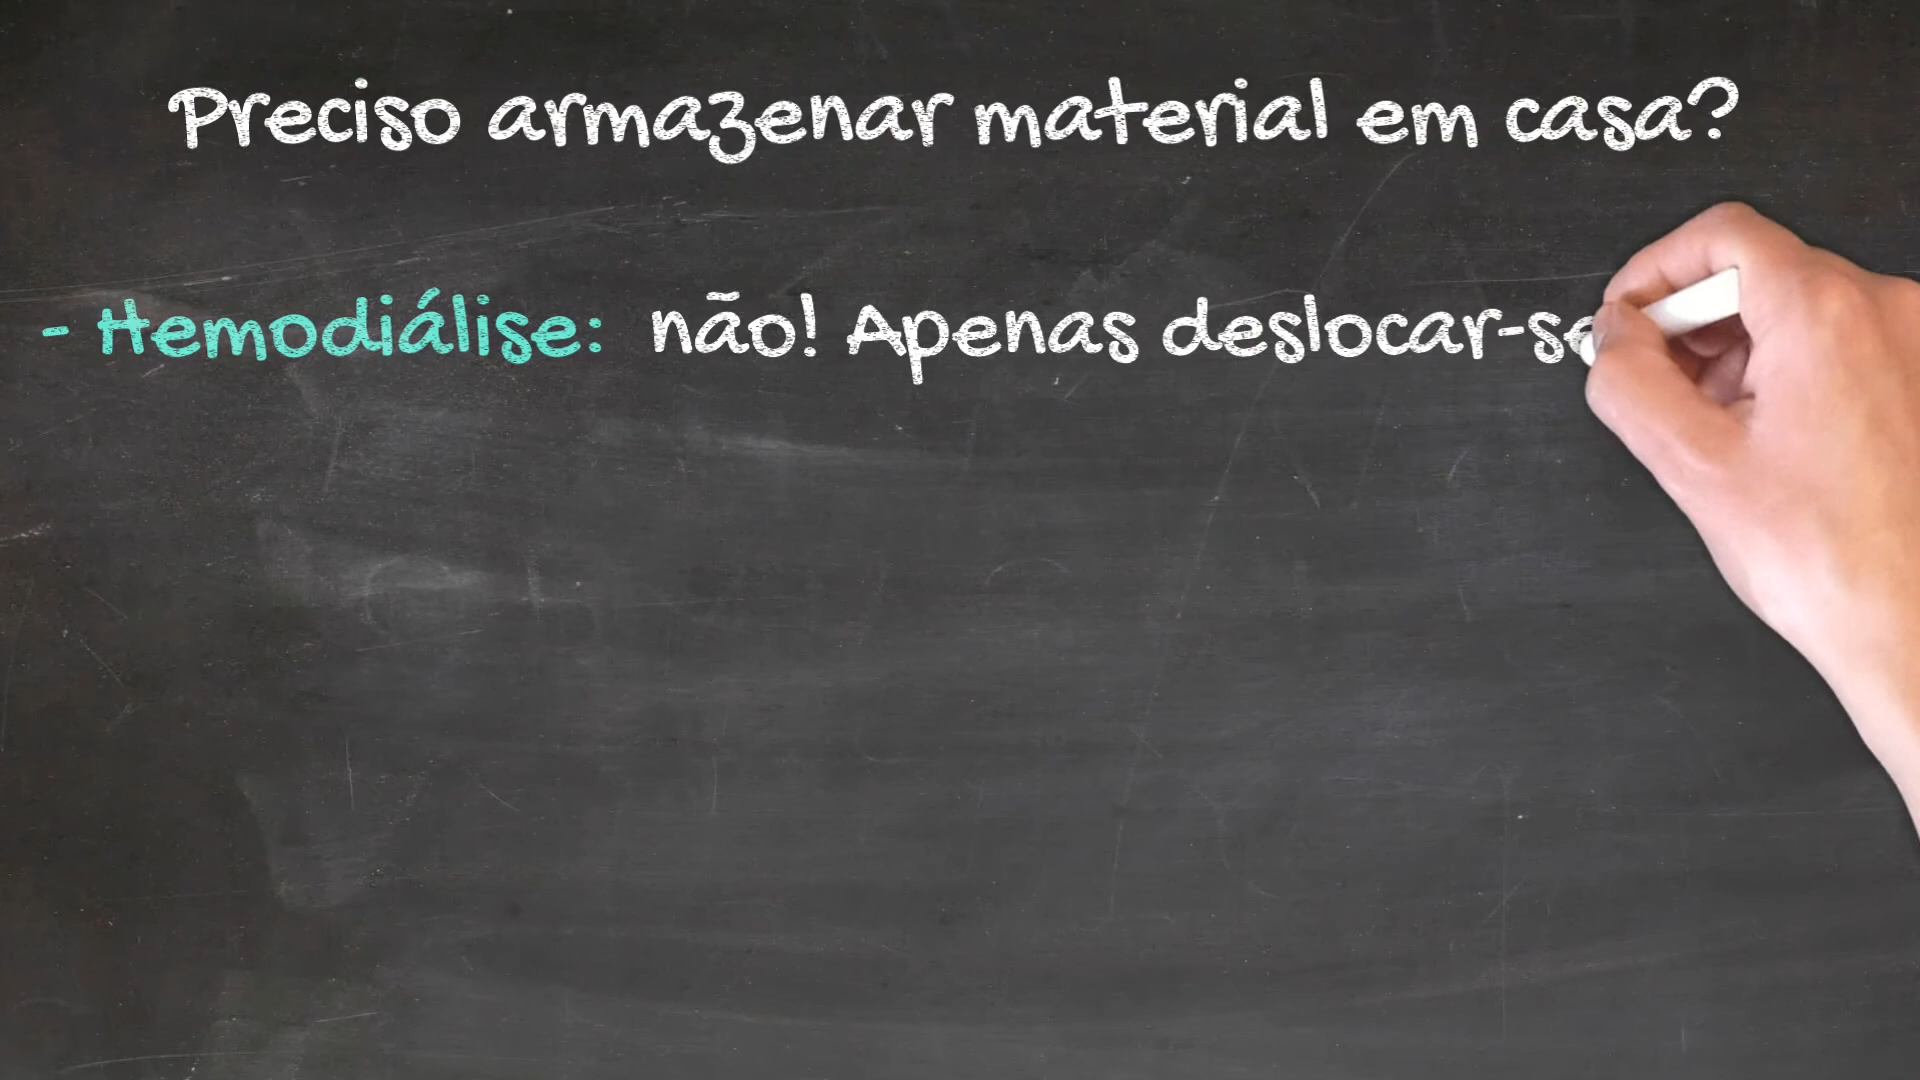 Preciso armazenar material em casa?
- Hemodiálise: não! Apenas deslocar-se